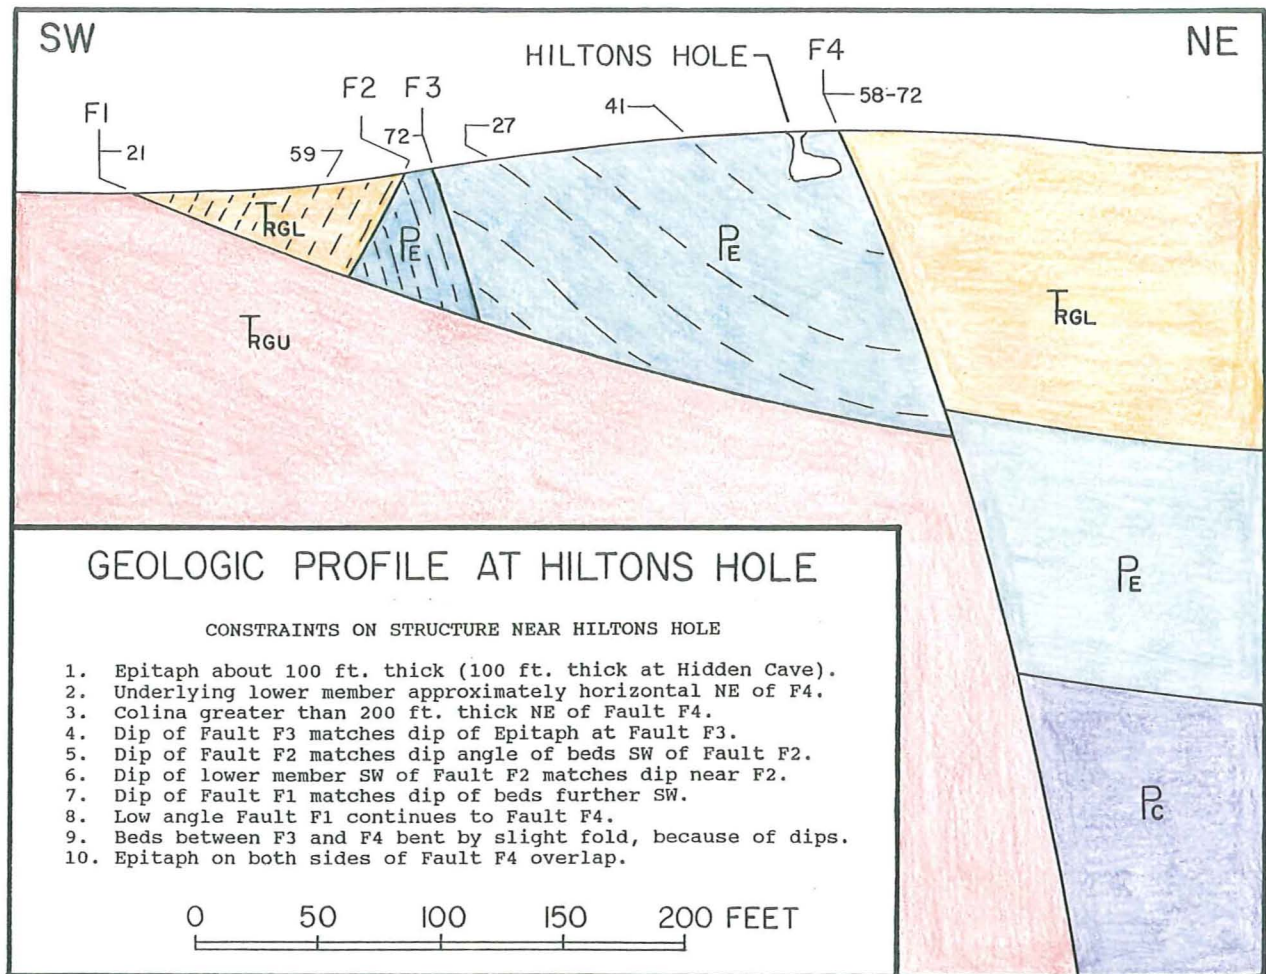 SW
NE
HILTONS HOLE
F4
58-72
F2
F3
41
F1
72
27
21
59
TRGL
PE
PE
TRGL
TRGU
PE
PC
GEOLOGIC PROFILE AT HILTONS HOLE
CONSTRAINTS ON STRUCTURE NEAR HILTONS HOLE
1. Epitaph about 100 ft. thick (100 ft. thick at Hidden Cave).
2. Underlying lower member approximately horizontal NE of F4.
3. Colina greater than 200 ft. thick NE of Fault F4.
4. Dip of Fault F3 matches dip of Epitaph at Fault F3.
5. Dip of Fault F2 matches dip angle of beds SW of Fault F2.
6. Dip of lower member SW of Fault F2 matches dip near F2.
7. Dip of Fault F1 matches dip of beds further SW.
8. Low angle Fault F1 continues to Fault F4.
9. Beds between F3 and F4 bent by slight fold, because of dips.
10. Epitaph on both sides of Fault F4 overlap.
0 50 100 150 200 FEET